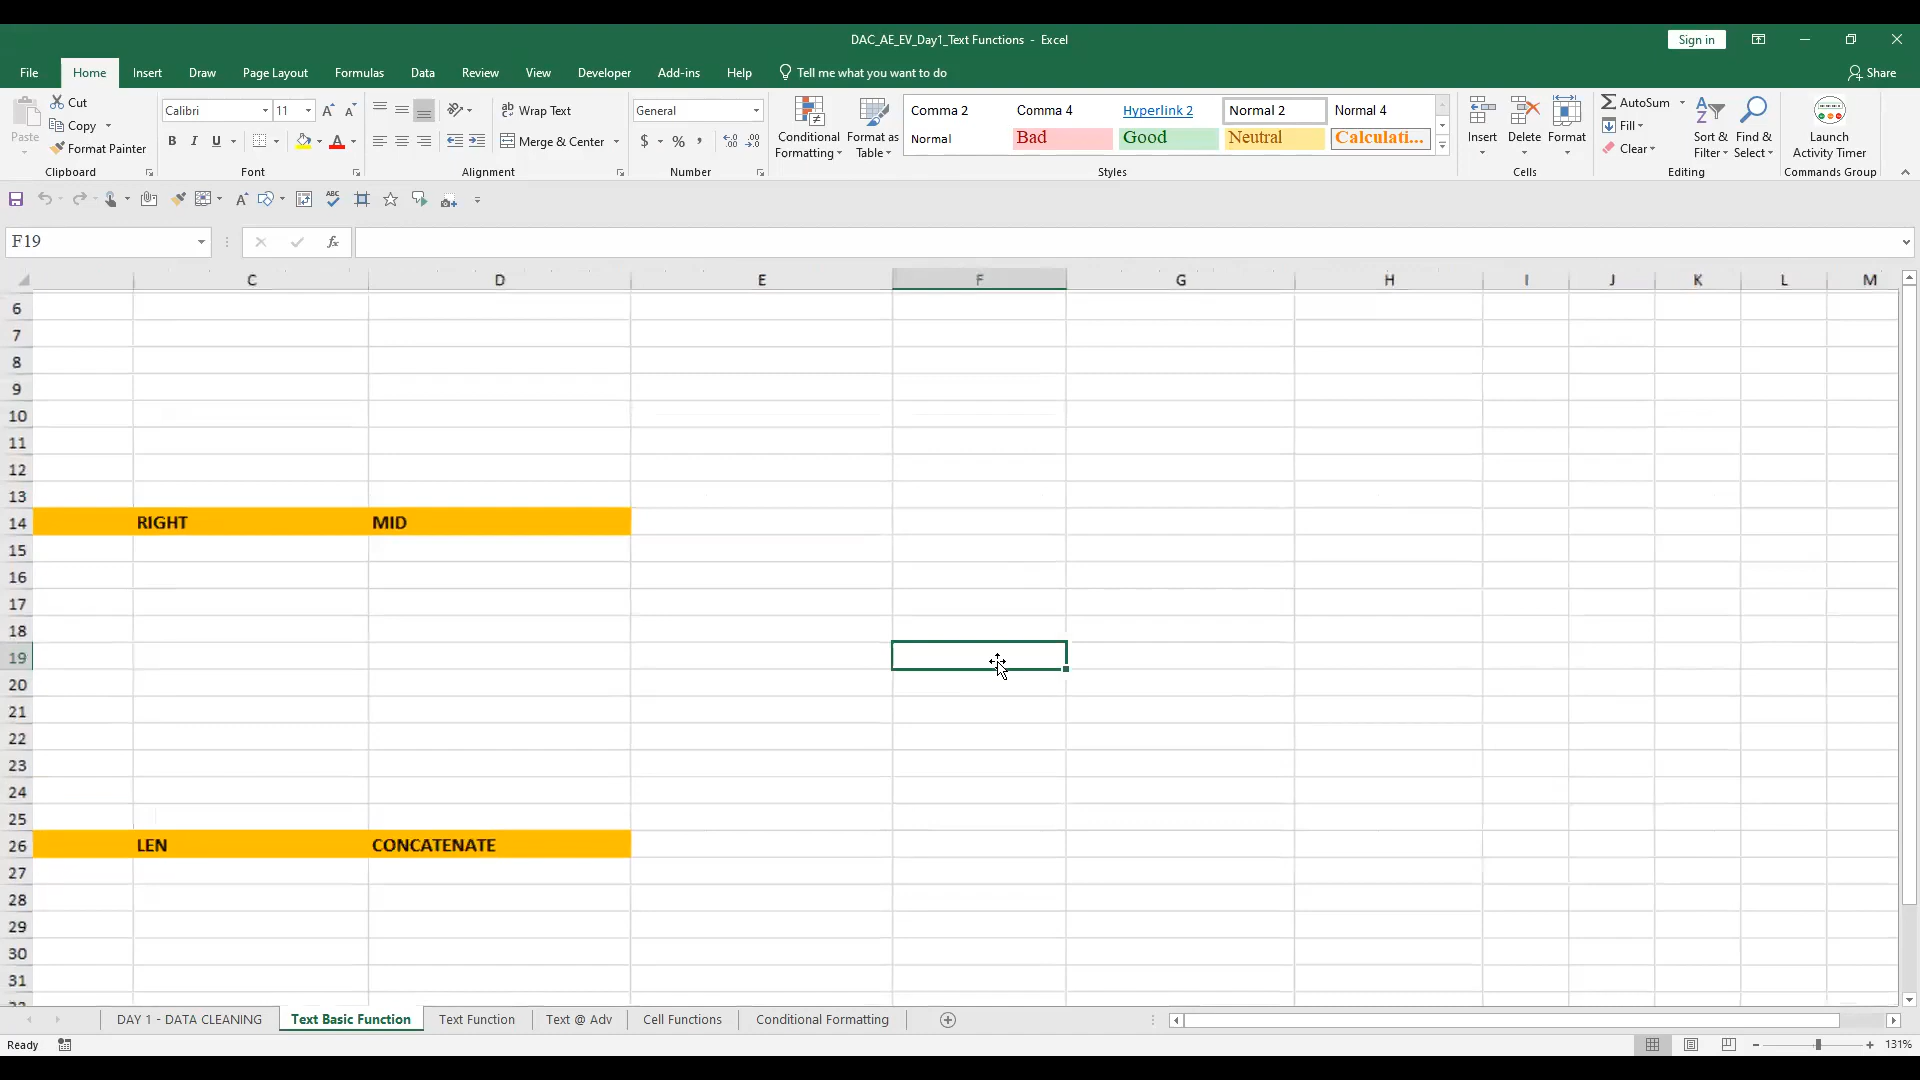 DAC_AE_EV_Day1_Text Functions - Excel
Sign in
File Home Insert Draw Page Layout Formulas Data Review View Developer Add-ins Help Tell me what you want to do Share
Paste
Cut
Copy
Format Painter
Clipboard
Calibri 11
B I U
Font
Wrap Text
Merge & Center
Alignment
General
$ % ,
Number
Conditional Formatting
Format as Table
Comma 2 Comma 4 Hyperlink 2 Normal 2 Normal 4
Normal Bad Good Neutral Calculati...
Styles
Insert Delete Format
Cells
AutoSum
Fill
Clear
Sort & Filter
Find & Select
Editing
Launch Activity Timer
Commands Group
F19
fx
C D E F G H I J K L M
6
7
8
9
10
11
12
13
14 RIGHT MID
15
16
17
18
19
20
21
22
23
24
25
26 LEN CONCATENATE
27
28
29
30
31
DAY 1 - DATA CLEANING Text Basic Function Text Function Text @ Adv Cell Functions Conditional Formatting
Ready
131%